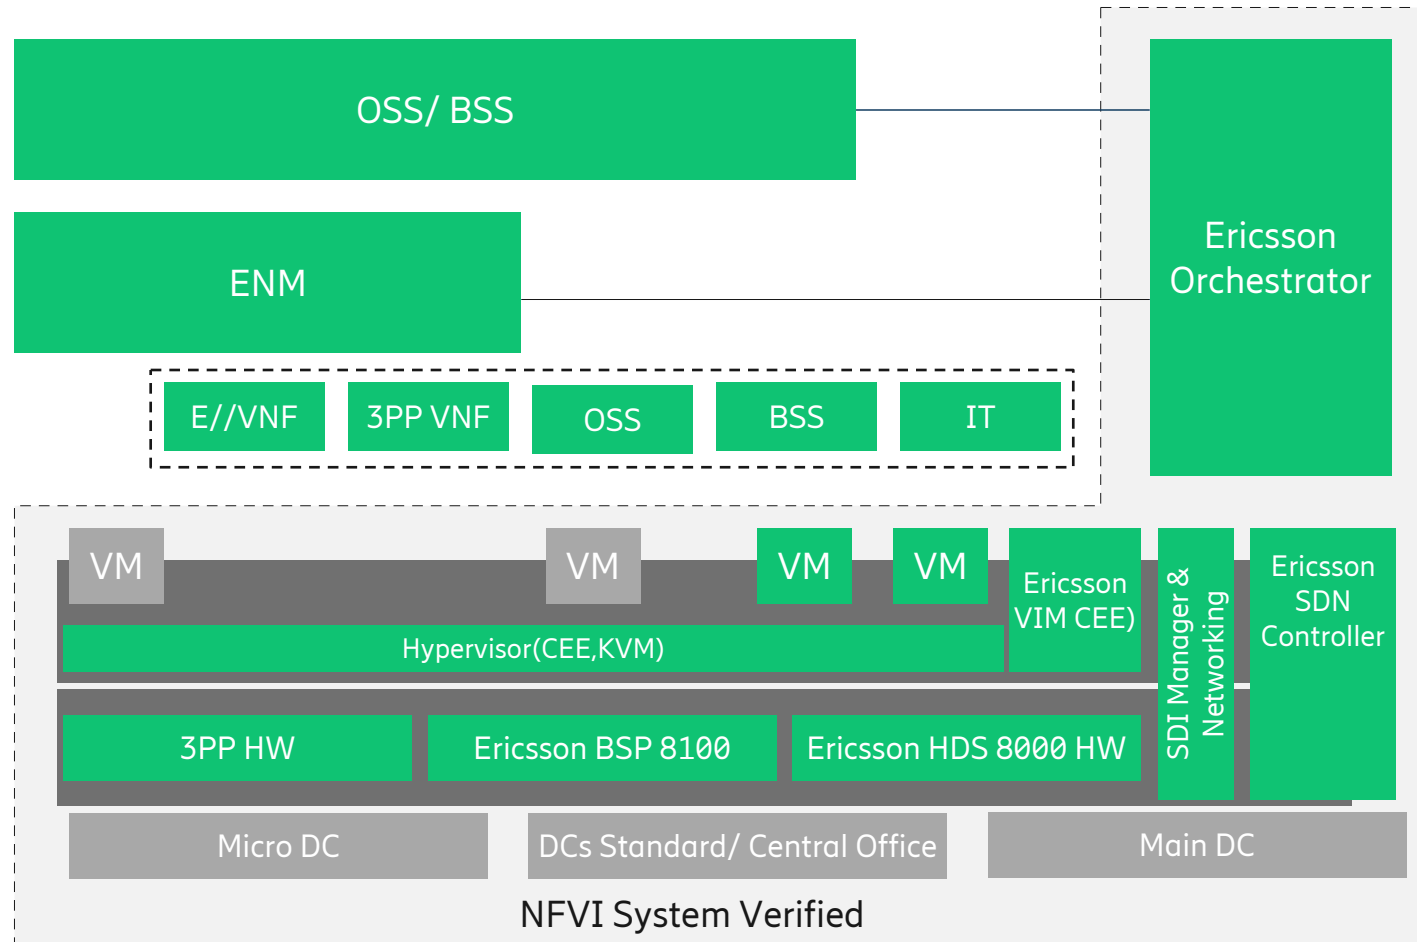 OSS/ BSS
Ericsson
Orchestrator
ENM
E//VNF
3PP VNF
OSS
BSS
IT
VM
VM
VM
VM
Ericsson
VIM CEE)
SDI Manager &
Networking
Ericsson
SDN
Controller
Hypervisor(CEE,KVM)
3PP HW
Ericsson BSP 8100
Ericsson HDS 8000 HW
Micro DC
DCs Standard/ Central Office
Main DC
NFVI System Verified